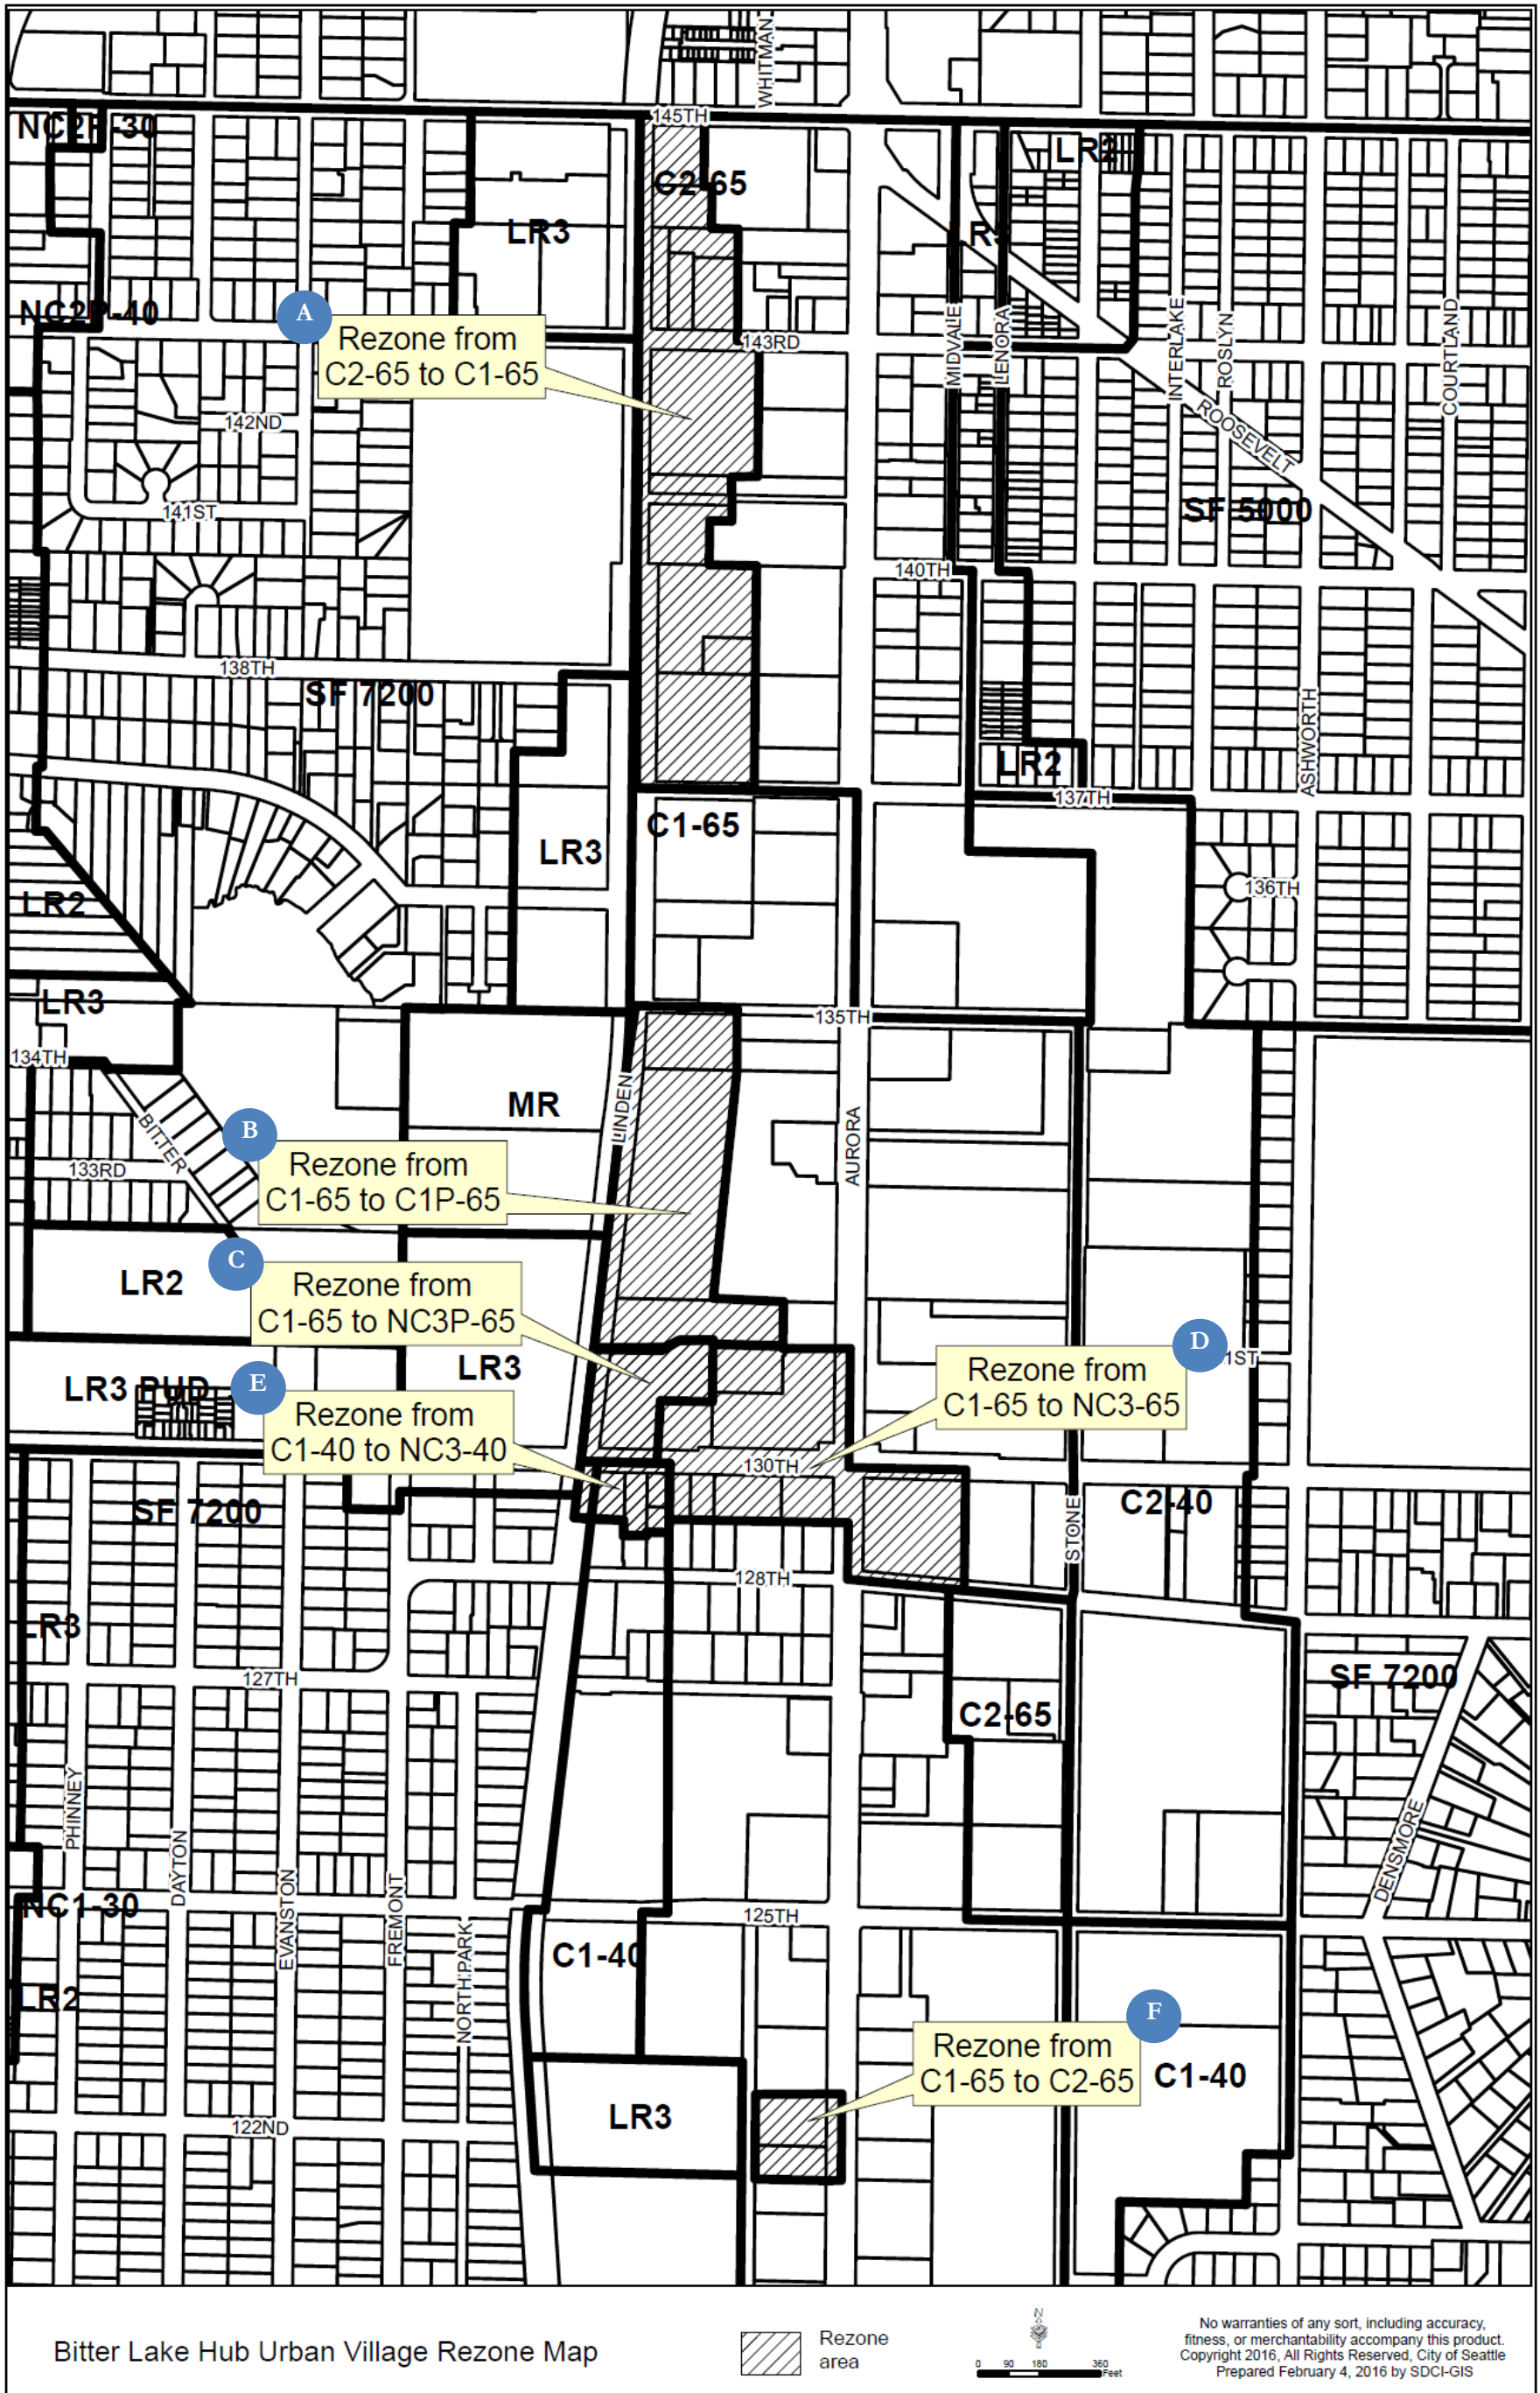 WHITMAN
145TH
NC2P-30
LR2
C2-65
LR3
LR3
NC2P-40
A
Rezone from
C2-65 to C1-65
143RD
MIDVALE
LENORA
INTERLAKE
ROSLYN
COURTLAND
142ND
ROOSEVELT
141ST
SF 5000
140TH
138TH
SF 7200
ASHWORTH
LR2
137TH
C1-65
LR3
136TH
LR2
LR3
135TH
134TH
MR
LINDEN
BITTER
B
AURORA
133RD
Rezone from
C1-65 to C1P-65
C
LR2
Rezone from
C1-65 to NC3P-65
D
1ST
LR3
Rezone from
C1-65 to NC3-65
LR3 PUD
E
Rezone from
C1-40 to NC3-40
130TH
SF 7200
C2-40
STONE
128TH
LR3
127TH
SF 7200
C2-65
PHINNEY
DAYTON
EVANSTON
FREMONT
DENSMORE
NC1-30
125TH
NORTH PARK
C1-40
LR2
F
Rezone from
C1-65 to C2-65
C1-40
LR3
122ND
Bitter Lake Hub Urban Village Rezone Map
Rezone
area
N
0 90 180 360
Feet
No warranties of any sort, including accuracy,
fitness, or merchantability accompany this product.
Copyright 2016, All Rights Reserved, City of Seattle
Prepared February 4, 2016 by SDCI-GIS